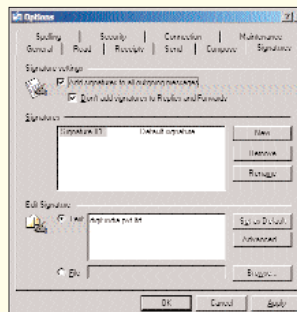 Options
Spelling Security Connection Maintenance
General Read Receipts Send Compose Signatures
Signature settings
Add signatures to all outgoing messages
Don't add signatures to Replies and Forwards
Signatures
Signature #1 Default signature
New
Remove
Rename
Edit Signature
Text
Set as Default
Advanced...
File
Browse...
OK Cancel Apply